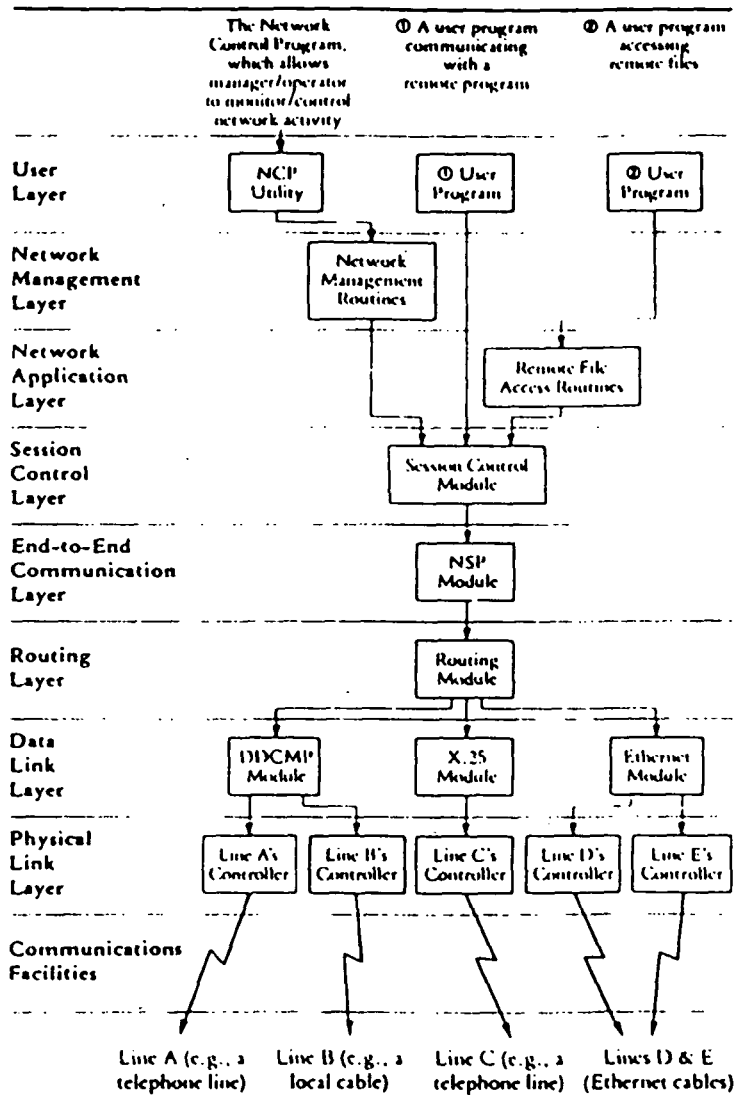 The Network
Control Program,
which allows
manager/operator
to monitor/control
network activity
① A user program
communicating
with a
remote program
② A user program
accessing
remote files
User
Layer
NCP
Utility
① User
Program
② User
Program
Network
Management
Layer
Network
Management
Routines
Network
Application
Layer
Remote File
Access Routines
Session
Control
Layer
Session Control
Module
End-to-End
Communication
Layer
NSP
Module
Routing
Layer
Routing
Module
Data
Link
Layer
DDCMP
Module
X.25
Module
Ethernet
Module
Physical
Link
Layer
Line A's
Controller
Line B's
Controller
Line C's
Controller
Line D's
Controller
Line E's
Controller
Communications
Facilities
Line A (e.g., a
telephone line)
Line B (e.g., a
local cable)
Line C (e.g., a
telephone line)
Lines D & E
(Ethernet cables)